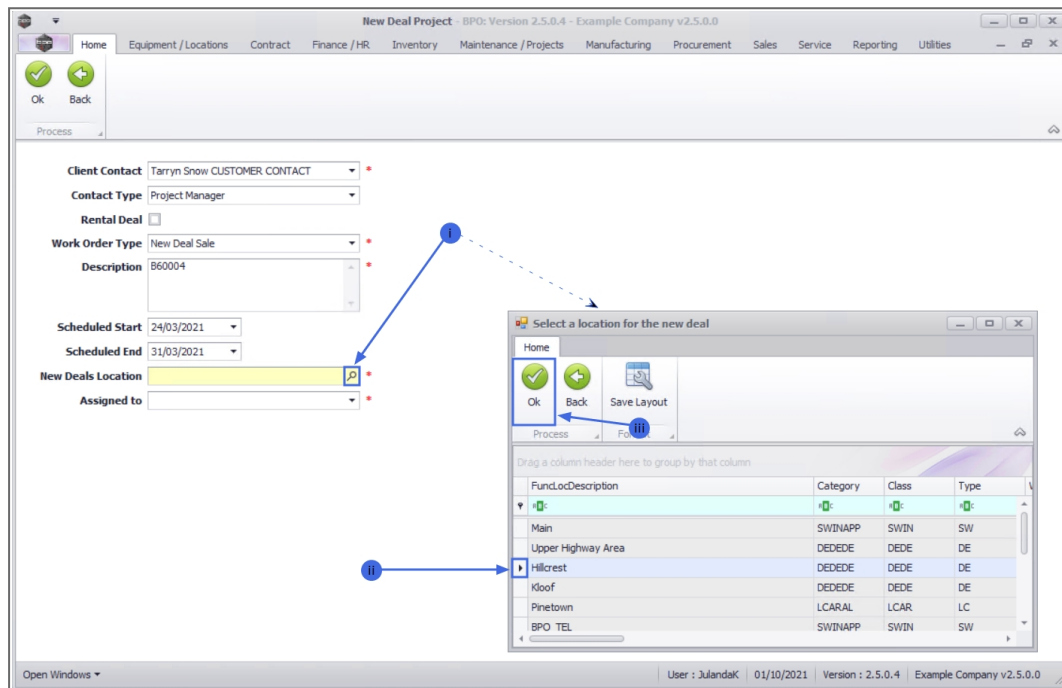 New Deal Project - BPO: Version 2.5.0.4 - Example Company v2.5.0.0
Home Equipment / Locations Contract Finance / HR Inventory Maintenance / Projects Manufacturing Procurement Sales Service Reporting Utilities
Ok Back
Process
Client Contact Tarryn Snow CUSTOMER CONTACT *
Contact Type Project Manager
Rental Deal
Work Order Type New Deal Sale *
Description B60004 *
Scheduled Start 24/03/2021
Scheduled End 31/03/2021
New Deals Location *
Assigned to *
i
Select a location for the new deal
Home
Ok Back Save Layout
iii
Process
Drag a column header here to group by that column
FuncLocDescription Category Class Type
Main SWINAPP SWIN SW
Upper Highway Area DEDEDE DEDE DE
ii
Hillcrest DEDEDE DEDE DE
Kloof DEDEDE DEDE DE
Pinetown LCARAL LCAR LC
BPO TEL SWINAPP SWIN SW
Open Windows User : JulandaK 01/10/2021 Version : 2.5.0.4 Example Company v2.5.0.0